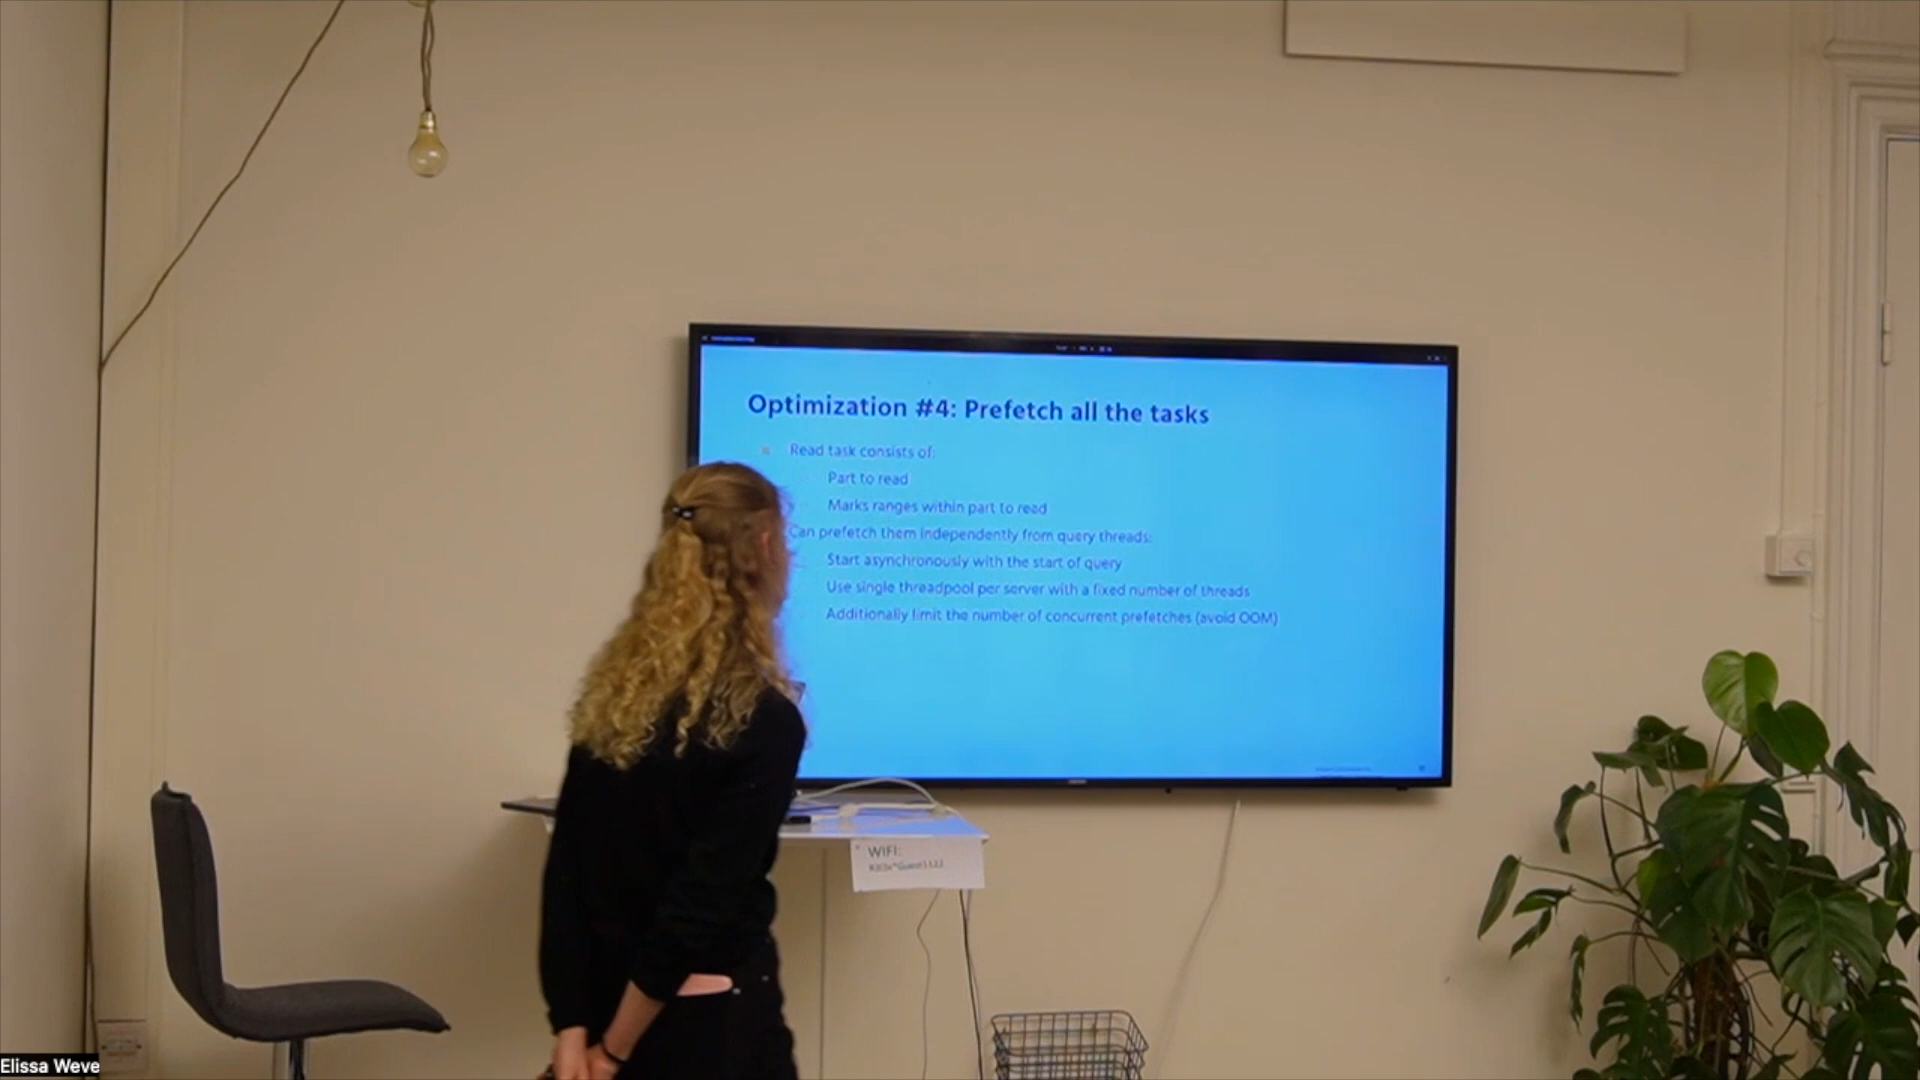 Optimization #4: Prefetch all the tasks
Read task consists of:
Part to read
Marks ranges within part to read
Can prefetch them independently from query threads:
Start asynchronously with the start of query
Use single threadpool per server with a fixed number of threads
Additionally limit the number of concurrent prefetches (avoid OOM)
WIFI:
Elissa Weve